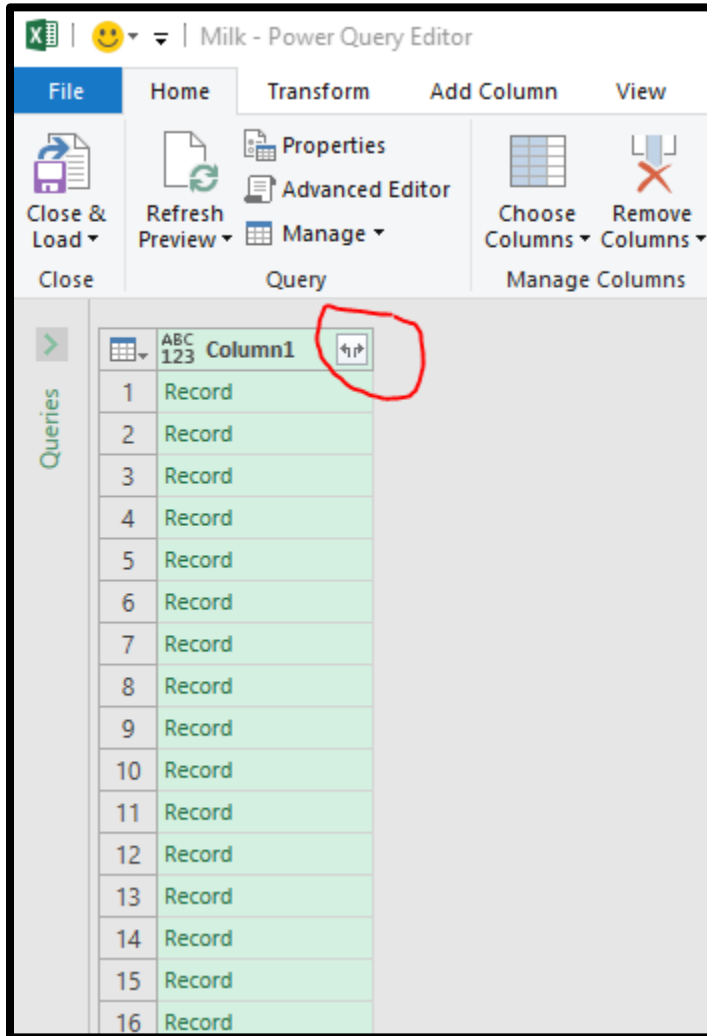 Milk - Power Query Editor
File Home Transform Add Column View
Close & Load
Refresh Preview
Properties
Advanced Editor
Manage
Choose Columns
Remove Columns
Close Query Manage Columns
Queries
ABC 123 Column1
1 Record
2 Record
3 Record
4 Record
5 Record
6 Record
7 Record
8 Record
9 Record
10 Record
11 Record
12 Record
13 Record
14 Record
15 Record
16 Record